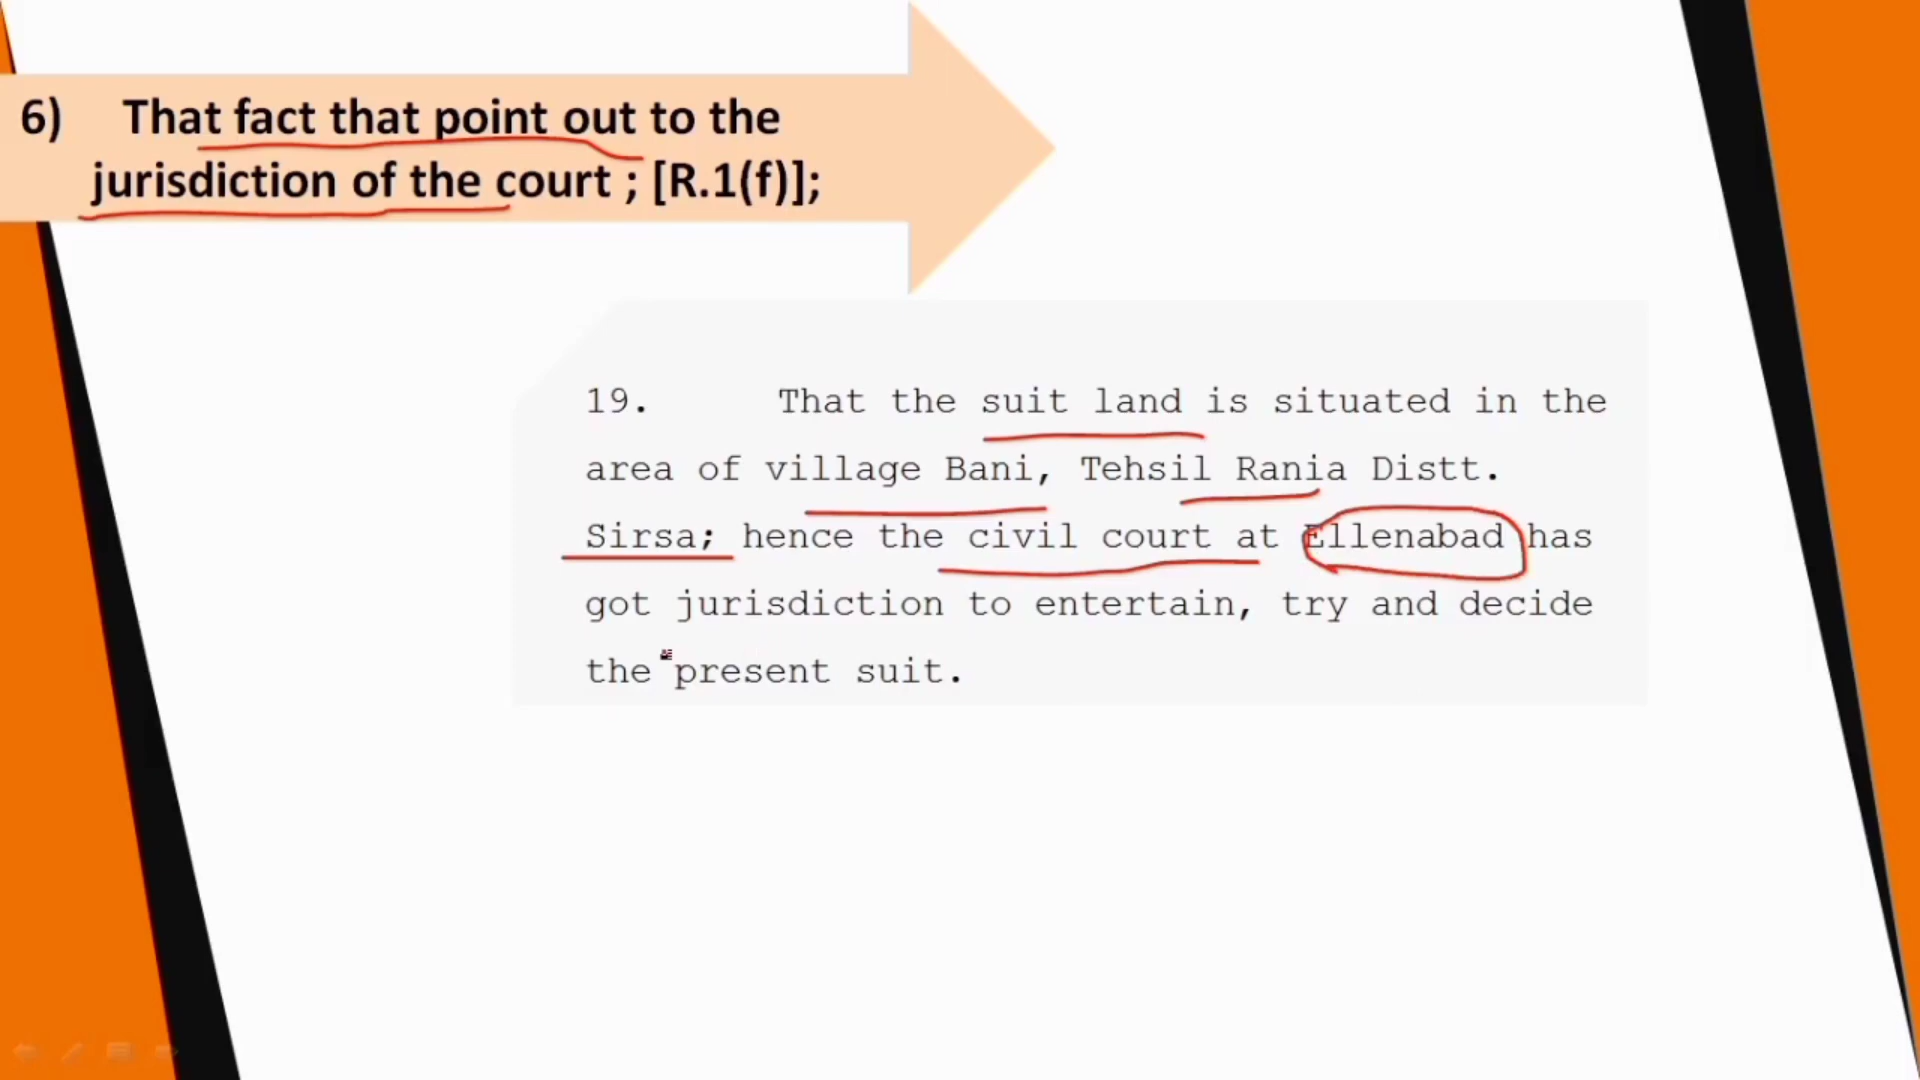 6) That fact that point out to the
jurisdiction of the court ; [R.1(f)];
19. That the suit land is situated in the
area of village Bani, Tehsil Rania Distt.
Sirsa; hence the civil court at Ellenabad has
got jurisdiction to entertain, try and decide
the present suit.